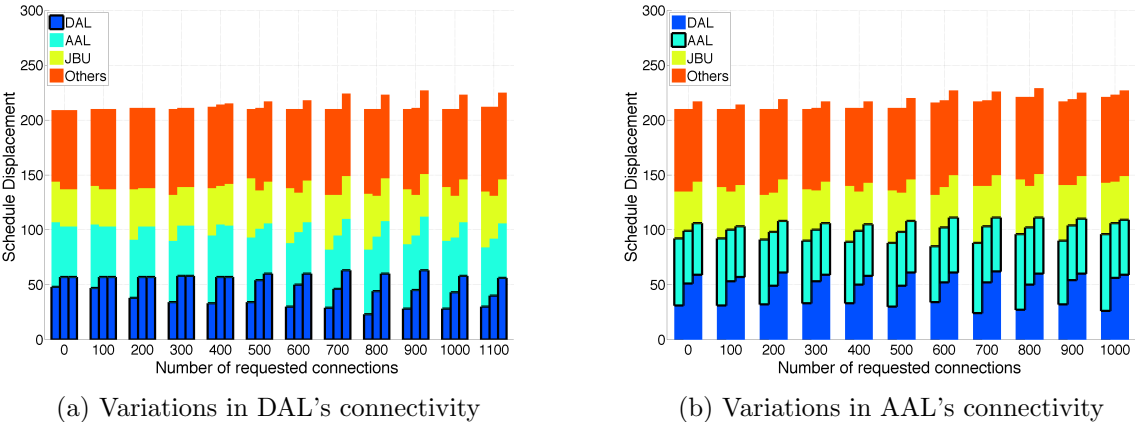 300
250
200
150
100
50
0
Schedule Displacement
DAL
AAL
JBU
Others
0 100 200 300 400 500 600 700 800 900 1000 1100
Number of requested connections
(a) Variations in DAL's connectivity
300
250
200
150
100
50
0
Schedule Displacement
DAL
AAL
JBU
Others
0 100 200 300 400 500 600 700 800 900 1000
Number of requested connections
(b) Variations in AAL's connectivity